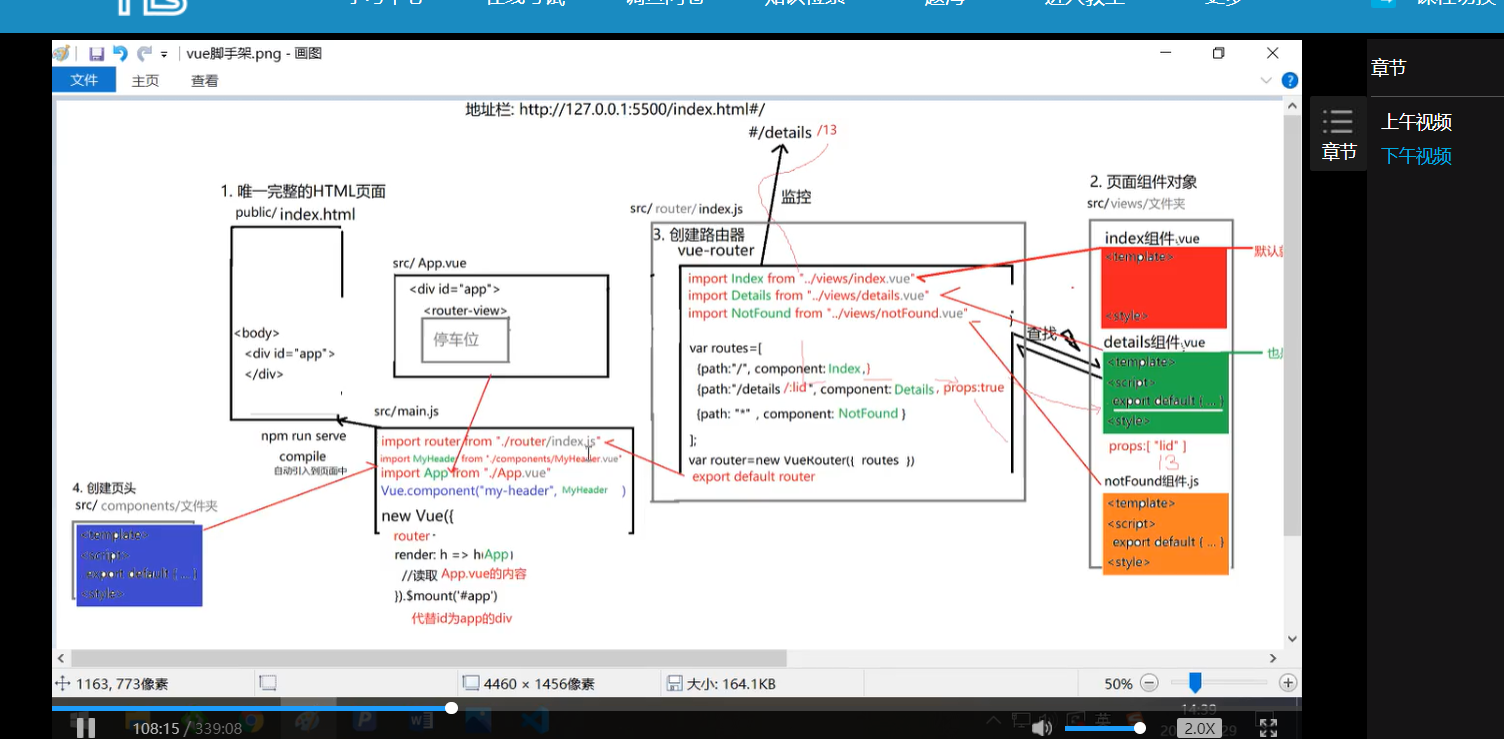 vue脚手架.png - 画图
文件 主页 查看
地址栏: http://127.0.0.1:5500/index.html#/
#/details /13
监控
1. 唯一完整的HTML页面
public/ index.html
<body>
<div id="app">
</div>
npm run serve
compile
自动引入到页面中
src/ App.vue
<div id="app">
<router-view>
停车位
src/main.js
import router from "./router/index.js"
import MyHeader from "./components/MyHeader.vue"
import App from "./App.vue"
Vue.component("my-header", MyHeader )
new Vue({
router
render: h => h(App)
//读取 App.vue的内容
}).$mount('#app')
代替id为app的div
4. 创建页头
src/ components/文件夹
<template>
<script>
export default { ... }
<style>
src/ router/ index.js
3. 创建路由器
vue-router
import Index from "../views/index.vue"
import Details from "../views/details.vue"
import NotFound from "../views/notFound.vue"
var routes=[
{path:"/", component: Index,}
{path:"/details /:lid", component: Details, props:true
{path: "*" , component: NotFound }
];
var router=new VueRouter({ routes })
export default router
查找
2. 页面组件对象
src/ views/文件夹
index组件.vue
<template>
<style>
默认
details组件.vue
<template>
<script>
export default { ... }
<style>
也
props:[ "lid" ]
13
notFound组件.js
<template>
<script>
export default { ... }
<style>
1163, 773像素
4460 × 1456像素
大小: 164.1KB
50%
108:15 / 339:08
14:39
英
2.0X
章节
章节
上午视频
下午视频